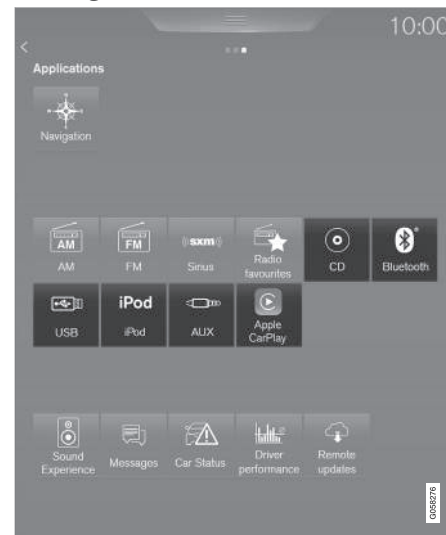 10:00
Applications
Navigation
AM FM sxm
AM FM Sirius Radio favourites CD Bluetooth
iPod
USB iPod AUX Apple CarPlay
Sound Experience Messages Car Status Driver performance Remote updates
G058276